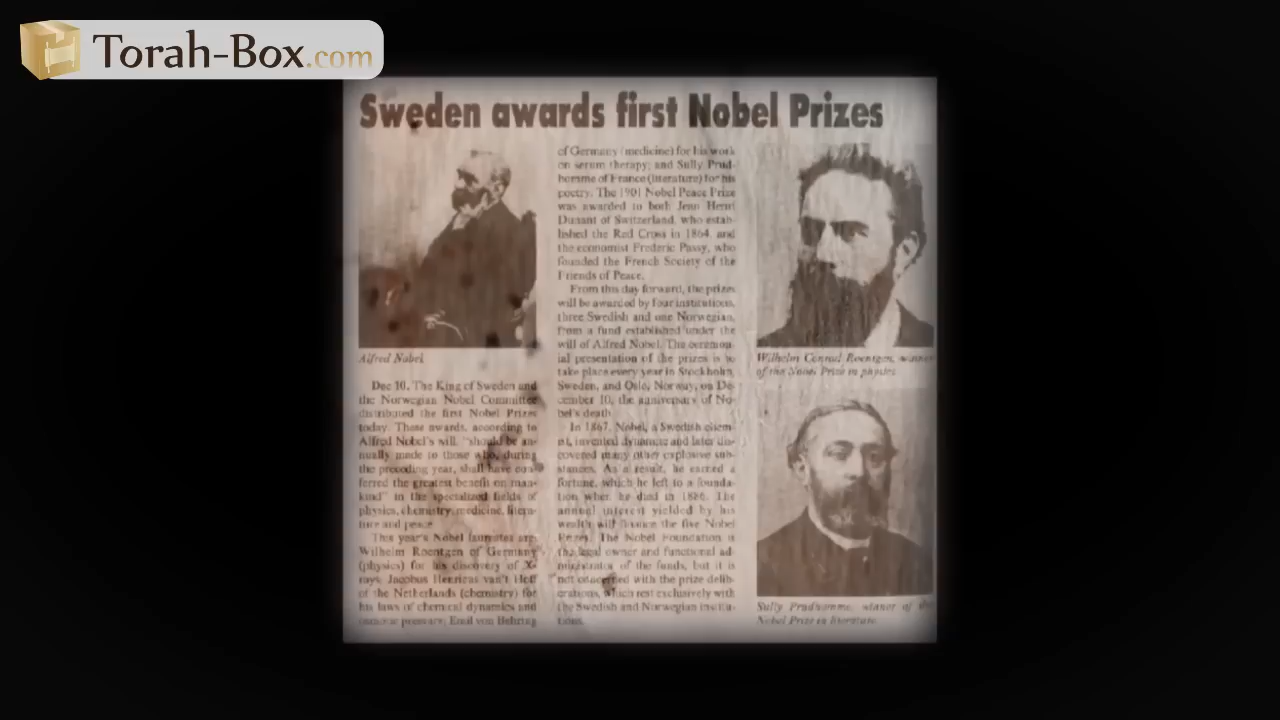 Torah-Box.com
Sweden awards first Nobel Prizes
Alfred Nobel
Dec 10, The King of Sweden and
the Norwegian Nobel Committee
distributed the first Nobel Prizes
today. These awards, according to
Alfred Nobel's will, "should be an-
nually made to those who, during
the preceding year, shall have con-
ferred the greatest benefit on man-
kind" in the specialized fields of
physics, chemistry, medicine, litera-
ture and peace
This year's Nobel laureates are
Wilhelm Roentgen of Germany
(physics) for his discovery of X-
rays; Jacobus Henricus van't Hoff
of the Netherlands (chemistry) for
his laws of chemical dynamics and
osmotic pressure; Emil von Behring
of Germany (medicine) for his work
on serum therapy; and Sully Prud-
homme of France (literature) for his
poetry. The 1901 Nobel Peace Prize
was awarded to both Jean Henri
Dunant of Switzerland, who estab-
lished the Red Cross in 1864, and
the economist Frederic Passy, who
founded the French Society of the
Friends of Peace.
From this day forward, the prizes
will be awarded by four institutions,
three Swedish and one Norwegian,
from a fund established under the
will of Alfred Nobel. The ceremon-
ial presentation of the prizes is to
take place every year in Stockholm,
Sweden, and Oslo, Norway, on De-
cember 10, the anniversary of No-
bel's death
In 1867, Nobel, a Swedish chem-
ist, invented dynamite and later dis-
covered many other explosive sub-
stances. As a result, he earned a
fortune, which he left to a founda-
tion when he died in 1886. The
annual interest yielded by his
wealth will finance the five Nobel
Prizes. The Nobel Foundation is
the legal owner and functional ad-
ministrator of the funds, but it is
not concerned with the prize delib-
erations, which rest exclusively with
the Swedish and Norwegian institu-
tions.
Wilhelm Conrad Roentgen, winner
of the Nobel Prize in physics
Sully Prudhomme, winner of the
Nobel Prize in literature.